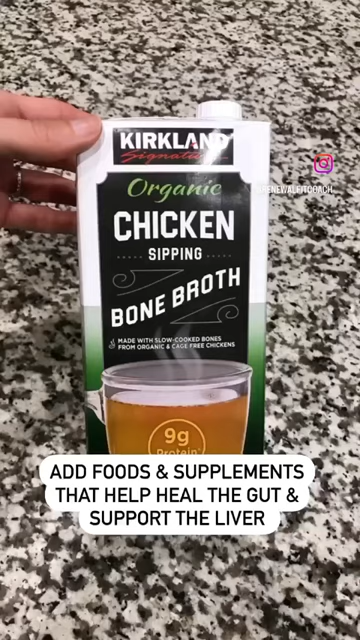 KIRKLAND
Signature
@RENEWALFITCOACH
Organic
CHICKEN
SIPPING
BONE BROTH
MADE WITH SLOW-COOKED BONES
FROM ORGANIC & CAGE FREE CHICKENS
9g
Protein
ADD FOODS & SUPPLEMENTS
THAT HELP HEAL THE GUT &
SUPPORT THE LIVER